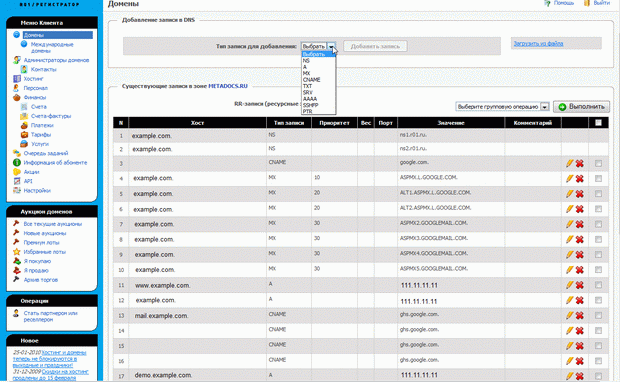 R01/РЕГИСТРАТОР
Домены
Помощь
Выйти
Меню Клиента
Домены
Международные
домены
Администраторы доменов
Контакты
Хостинг
Персонал
Финансы
Счета
Счета-фактуры
Платежи
Тарифы
Услуги
Очередь заданий
Информация об абоненте
Акции
API
Настройки
Аукцион доменов
Все текущие аукционы
Новые аукционы
Премиум лоты
Избранные лоты
Я покупаю
Я продаю
Архив торгов
Операции
Стать партнером или
реселлером
Новое
25-01-2010 Хостинг и домены
теперь не блокируются в
выходные и праздники!
31-12-2009 Скидки на хостинг
продлены до 15 февраля
Добавление записи в DNS
Тип записи для добавления:
Выбрать
Добавить запись
Загрузить из файла
Выбрать
NS
A
MX
CNAME
TXT
SRV
AAAA
SSHFP
PTR
Существующие записи в зоне METADOCS.RU
RR-записи (ресурсные
Выберите групповую операцию
Выполнить
N Хост Тип записи Приоритет Вес Порт Значение Комментарий
1 example.com. NS ns1.r01.ru.
2 example.com. NS ns2.r01.ru.
3 CNAME google.com.
4 example.com. MX 10 ASPMX.L.GOOGLE.COM.
5 example.com. MX 20 ALT1.ASPMX.L.GOOGLE.COM.
6 example.com. MX 20 ALT2.ASPMX.L.GOOGLE.COM.
7 example.com. MX 30 ASPMX2.GOOGLEMAIL.COM.
8 example.com. MX 30 ASPMX3.GOOGLEMAIL.COM.
9 example.com. MX 30 ASPMX4.GOOGLEMAIL.COM.
10 example.com. MX 30 ASPMX5.GOOGLEMAIL.COM.
11 www.example.com. A 111.11.11.11
12 example.com. A 111.11.11.11
13 mail.example.com. CNAME ghs.google.com.
14 CNAME ghs.google.com.
15 CNAME ghs.google.com.
16 CNAME ghs.google.com.
17 demo.example.com. A 111.11.11.11